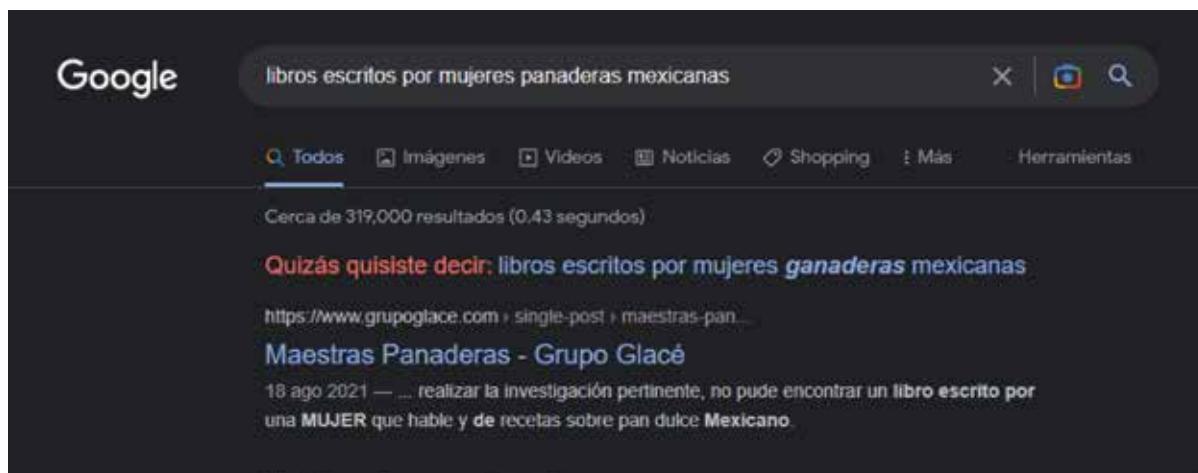 Google
libros escritos por mujeres panaderas mexicanas
Todos Imágenes Videos Noticias Shopping Más Herramientas
Cerca de 319,000 resultados (0.43 segundos)
Quizás quisiste decir: libros escritos por mujeres ganaderas mexicanas
https://www.grupoglace.com › single-post › maestras-pan...
Maestras Panaderas - Grupo Glacé
18 ago 2021 — ... realizar la investigación pertinente, no pude encontrar un libro escrito por
una MUJER que hable y de recetas sobre pan dulce Mexicano.